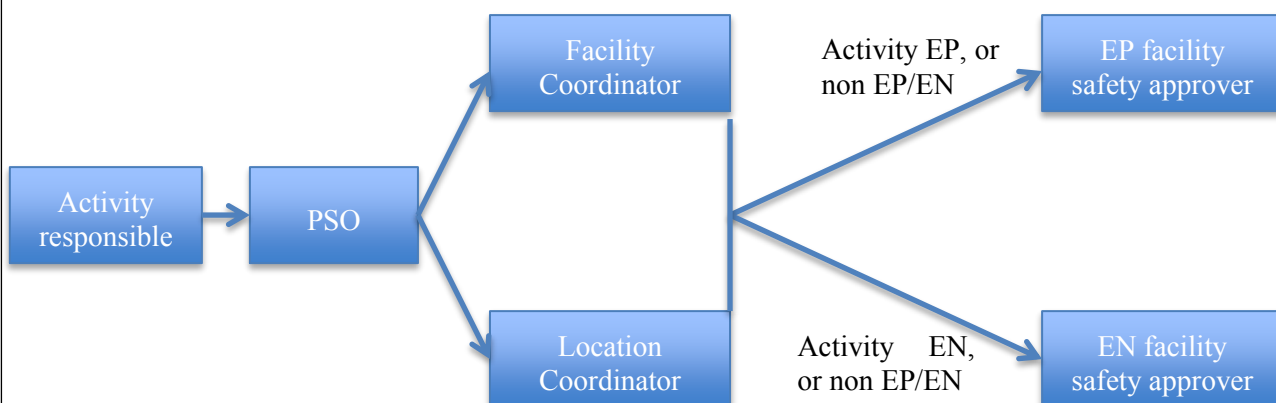 Facility
Coordinator
Activity EP, or
non EP/EN
EP facility
safety approver
Activity
responsible
PSO
Location
Coordinator
Activity EN,
or non EP/EN
EN facility
safety approver